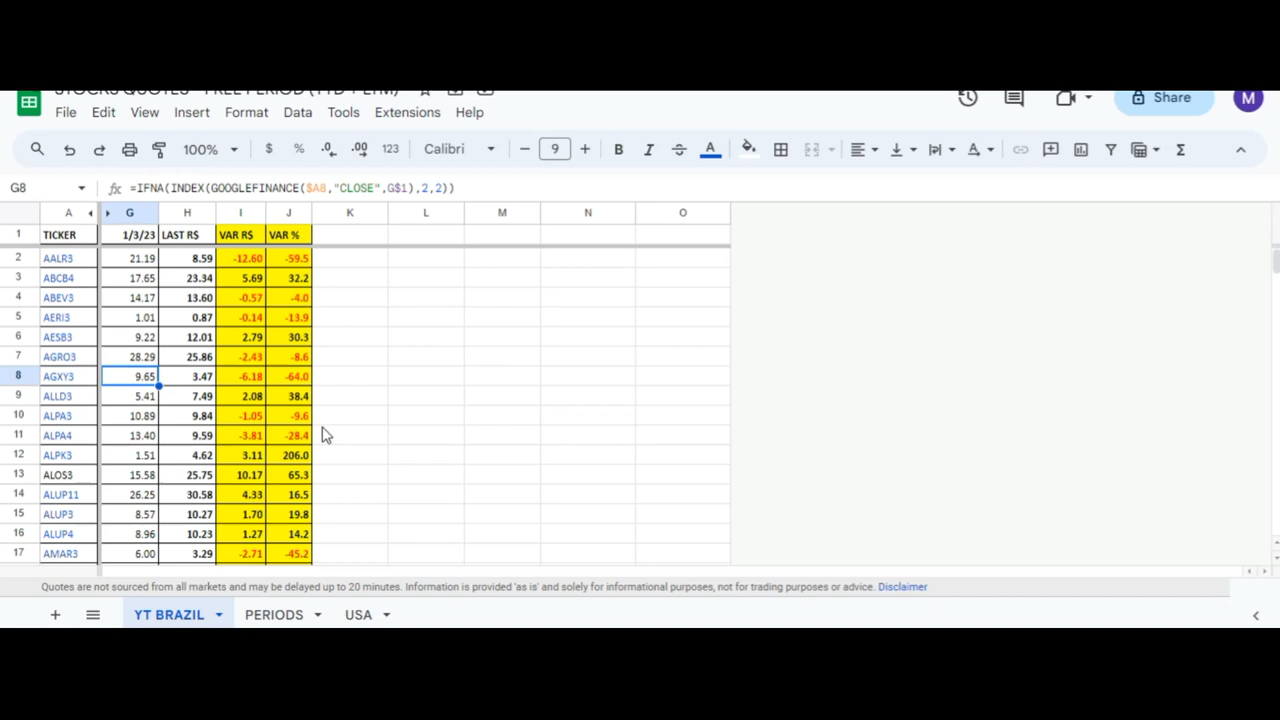 STOCKS QUOTES - FREE PERIOD (YTD + LTM)
File Edit View Insert Format Data Tools Extensions Help
Share M
100% $ % .0 .00 123 Calibri 9 B I A
G8 fx =IFNA(INDEX(GOOGLEFINANCE($A8,"CLOSE",G$1),2,2))
A G H I J K L M N O
1 TICKER 1/3/23 LAST R$ VAR R$ VAR %
2 AALR3 21.19 8.59 -12.60 -59.5
3 ABCB4 17.65 23.34 5.69 32.2
4 ABEV3 14.17 13.60 -0.57 -4.0
5 AERI3 1.01 0.87 -0.14 -13.9
6 AESB3 9.22 12.01 2.79 30.3
7 AGRO3 28.29 25.86 -2.43 -8.6
8 AGXY3 9.65 3.47 -6.18 -64.0
9 ALLD3 5.41 7.49 2.08 38.4
10 ALPA3 10.89 9.84 -1.05 -9.6
11 ALPA4 13.40 9.59 -3.81 -28.4
12 ALPK3 1.51 4.62 3.11 206.0
13 ALOS3 15.58 25.75 10.17 65.3
14 ALUP11 26.25 30.58 4.33 16.5
15 ALUP3 8.57 10.27 1.70 19.8
16 ALUP4 8.96 10.23 1.27 14.2
17 AMAR3 6.00 3.29 -2.71 -45.2
Quotes are not sourced from all markets and may be delayed up to 20 minutes. Information is provided 'as is' and solely for informational purposes, not for trading purposes or advice. Disclaimer
YT BRAZIL PERIODS USA